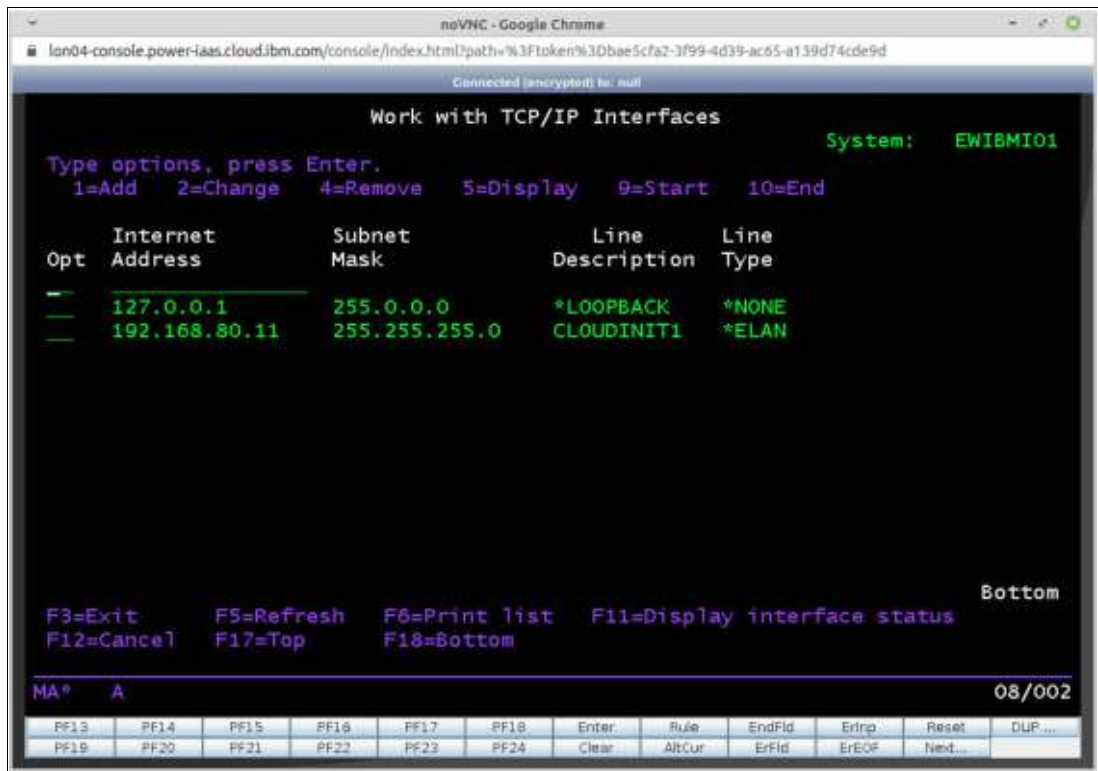 noVNC - Google Chrome
lon04-console.power-iaas.cloud.ibm.com/console/index.html?path=%3Ftoken%3Dbae5cfa2-3f99-4d39-ac65-a139d74cde9d
Connected (encrypted) to: null
Work with TCP/IP Interfaces
System: EWIBMIO1
Type options, press Enter.
1=Add 2=Change 4=Remove 5=Display 9=Start 10=End
Internet Subnet Line Line
Opt Address Mask Description Type
127.0.0.1 255.0.0.0 *LOOPBACK *NONE
192.168.80.11 255.255.255.0 CLOUDINIT1 *ELAN
Bottom
F3=Exit F5=Refresh F6=Print list F11=Display interface status
F12=Cancel F17=Top F18=Bottom
MA* A 08/002
PF13 PF14 PF15 PF16 PF17 PF18 Enter Rule EndFld ErInp Reset DUP ...
PF19 PF20 PF21 PF22 PF23 PF24 Clear AltCur ErFld ErEOF Next...